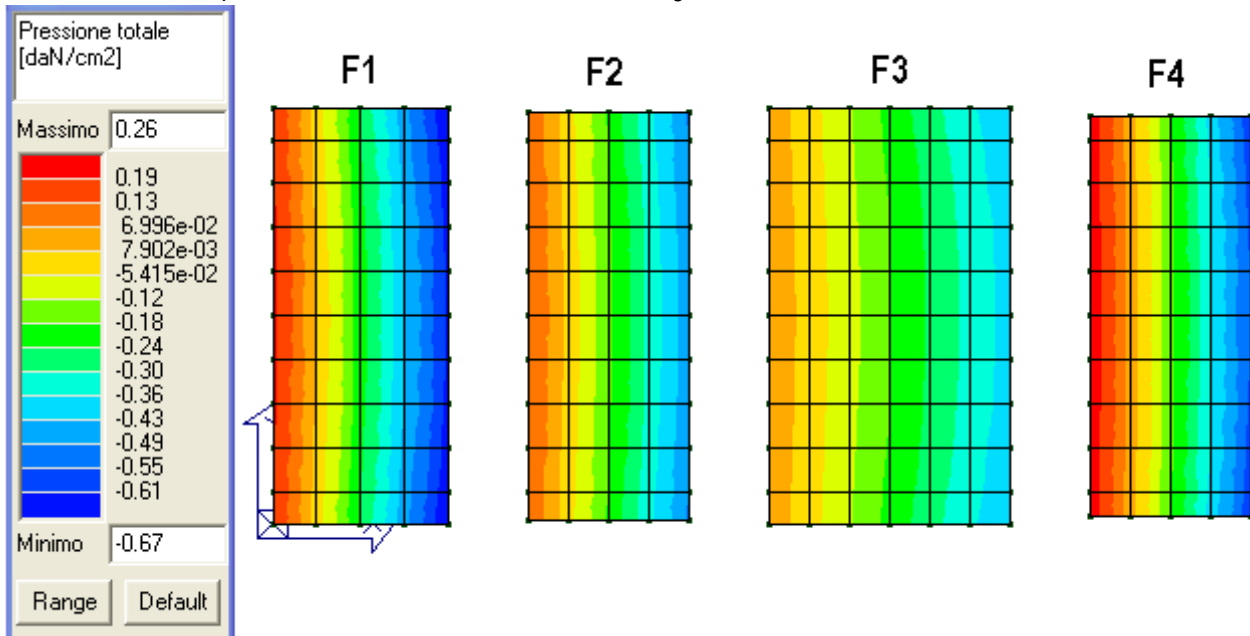 Pressione totale
[daN/cm2]
F1
F2
F3
F4
Massimo 0.26
0.19
0.13
6.996e-02
7.902e-03
-5.415e-02
-0.12
-0.18
-0.24
-0.30
-0.36
-0.43
-0.49
-0.55
-0.61
Minimo -0.67
Range Default